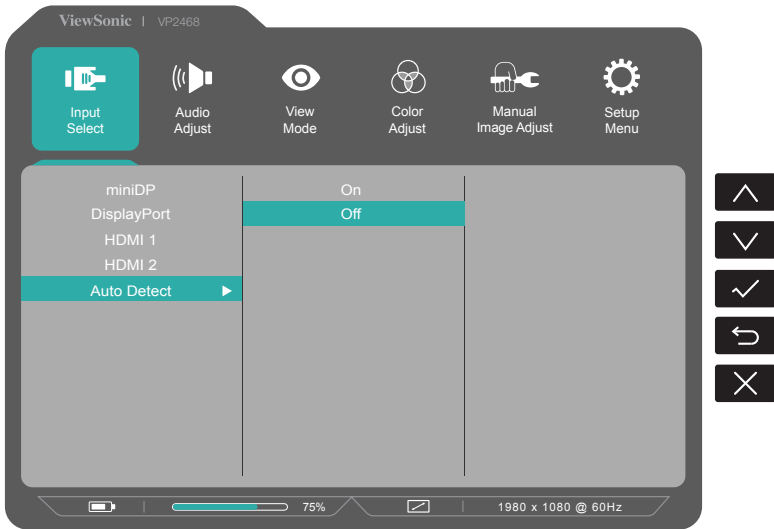 ViewSonic | VP2468
Input
Select
Audio
Adjust
View
Mode
Color
Adjust
Manual
Image Adjust
Setup
Menu
miniDP
DisplayPort
HDMI 1
HDMI 2
Auto Detect
On
Off
75%
1980 x 1080 @ 60Hz